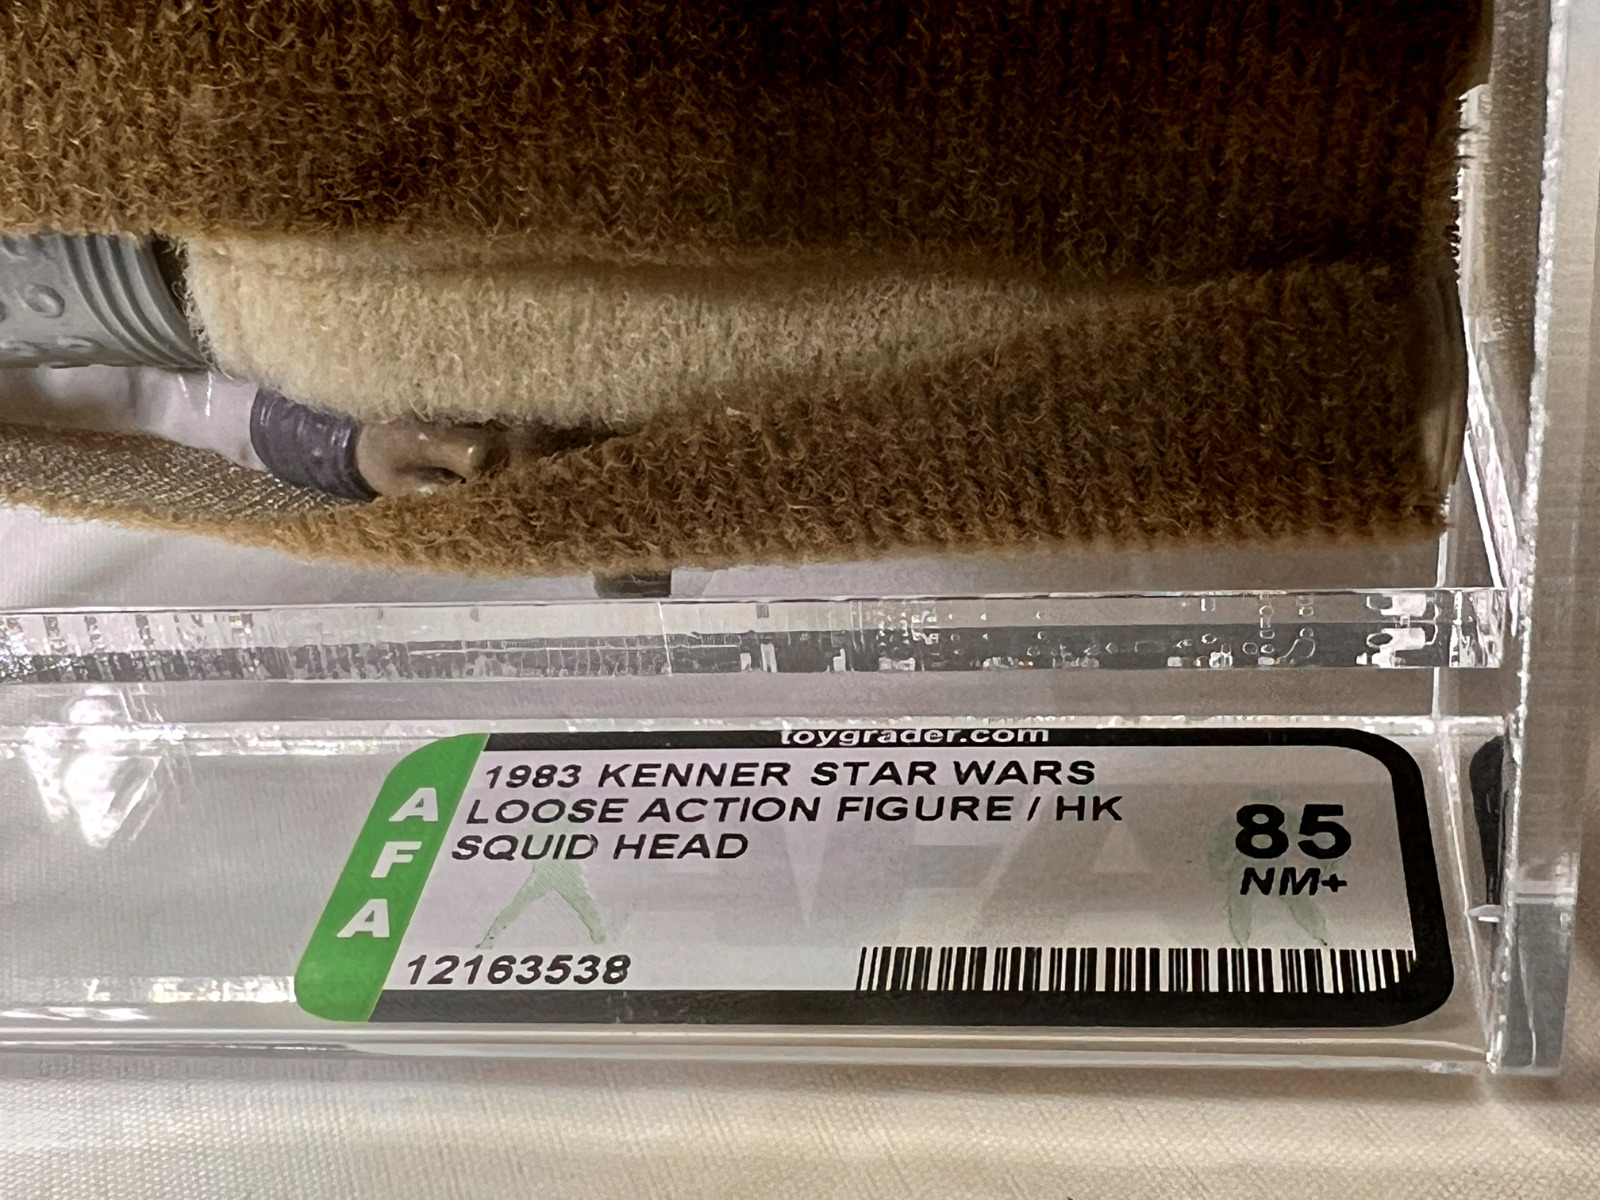 toygrader.com
AFA
1983 KENNER STAR WARS
LOOSE ACTION FIGURE / HK
SQUID HEAD
85
NM+
12163538